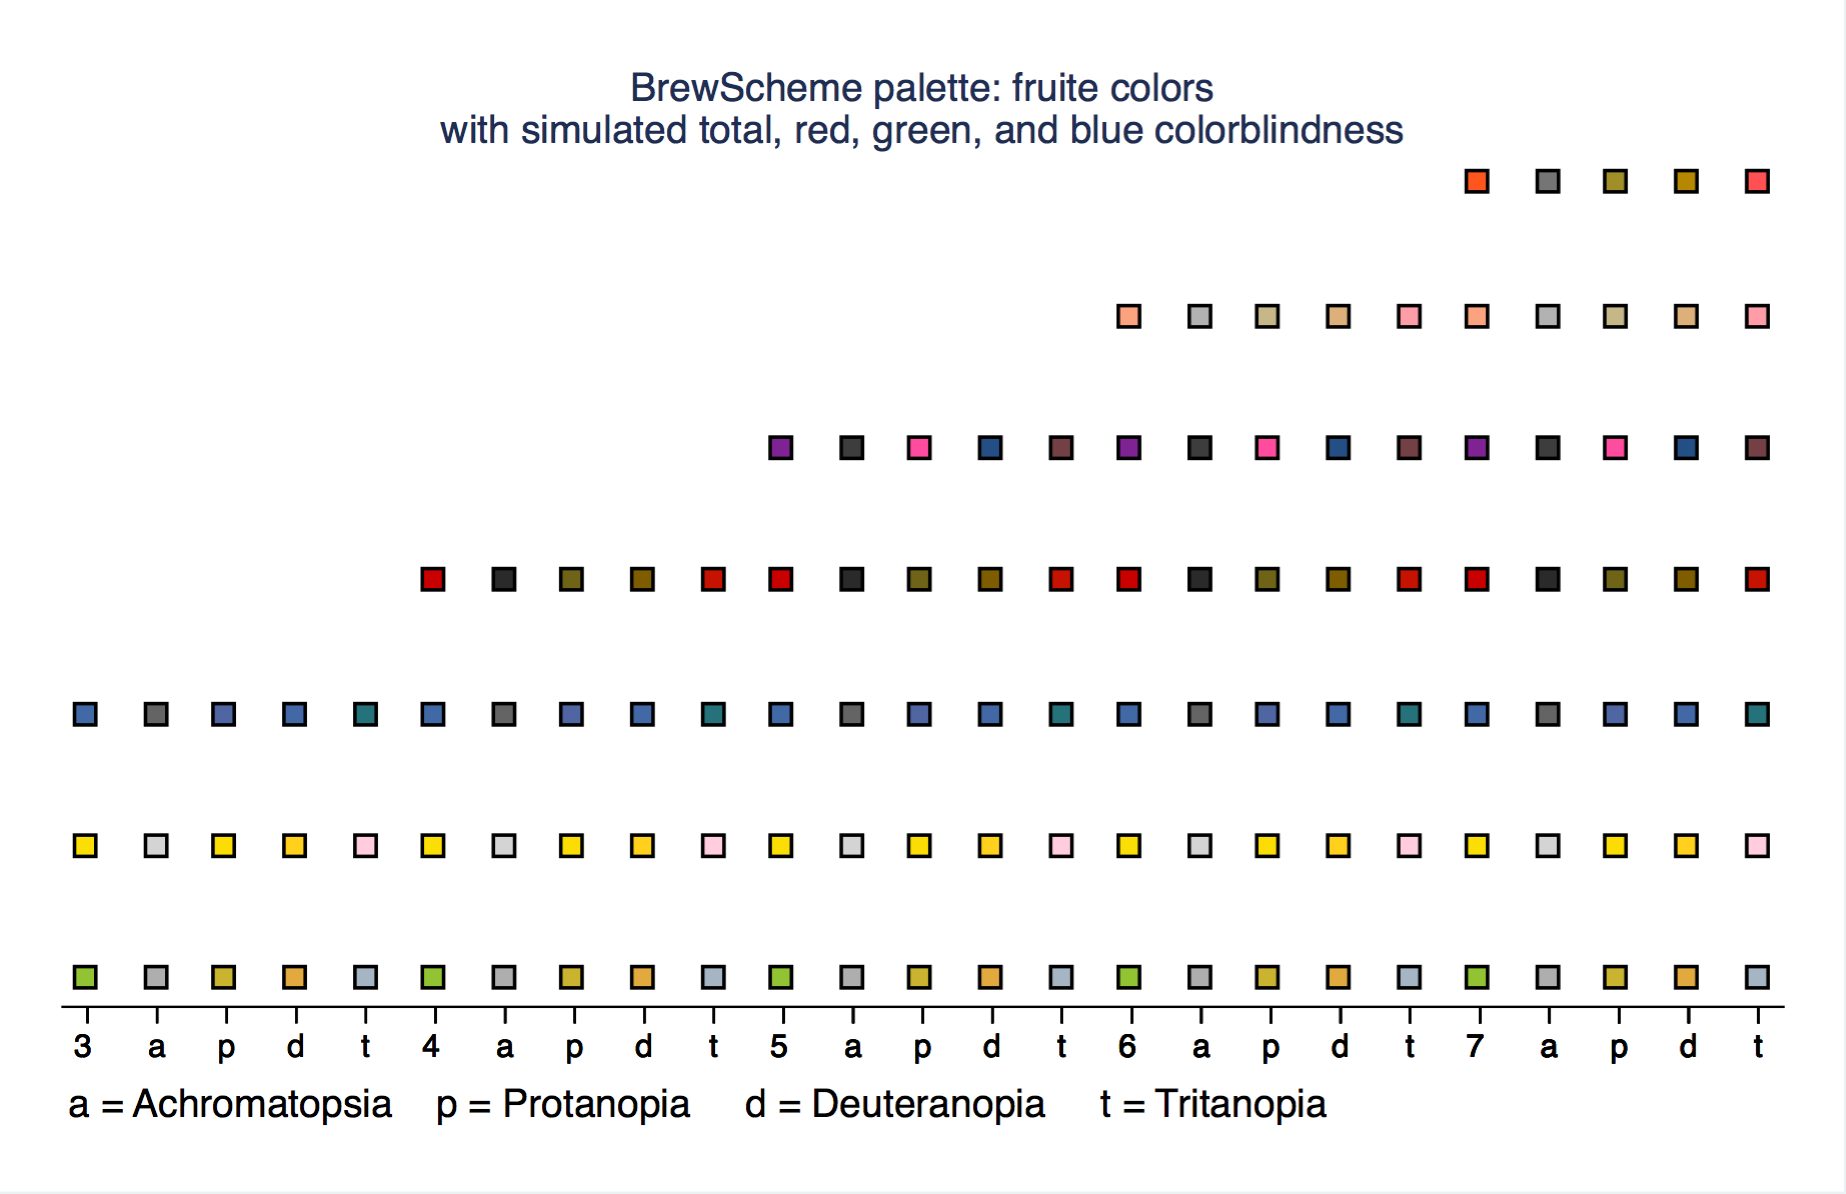 BrewScheme palette: fruite colors
with simulated total, red, green, and blue colorblindness
3 a p d t 4 a p d t 5 a p d t 6 a p d t 7 a p d t
a = Achromatopsia p = Protanopia d = Deuteranopia t = Tritanopia